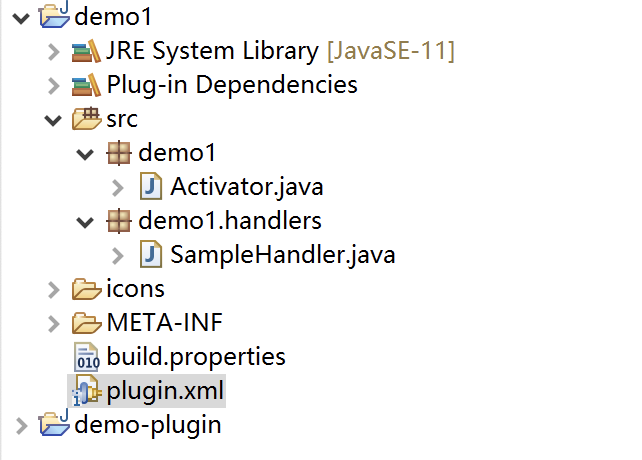 demo1
JRE System Library [JavaSE-11]
Plug-in Dependencies
src
demo1
Activator.java
demo1.handlers
SampleHandler.java
icons
META-INF
build.properties
plugin.xml
demo-plugin